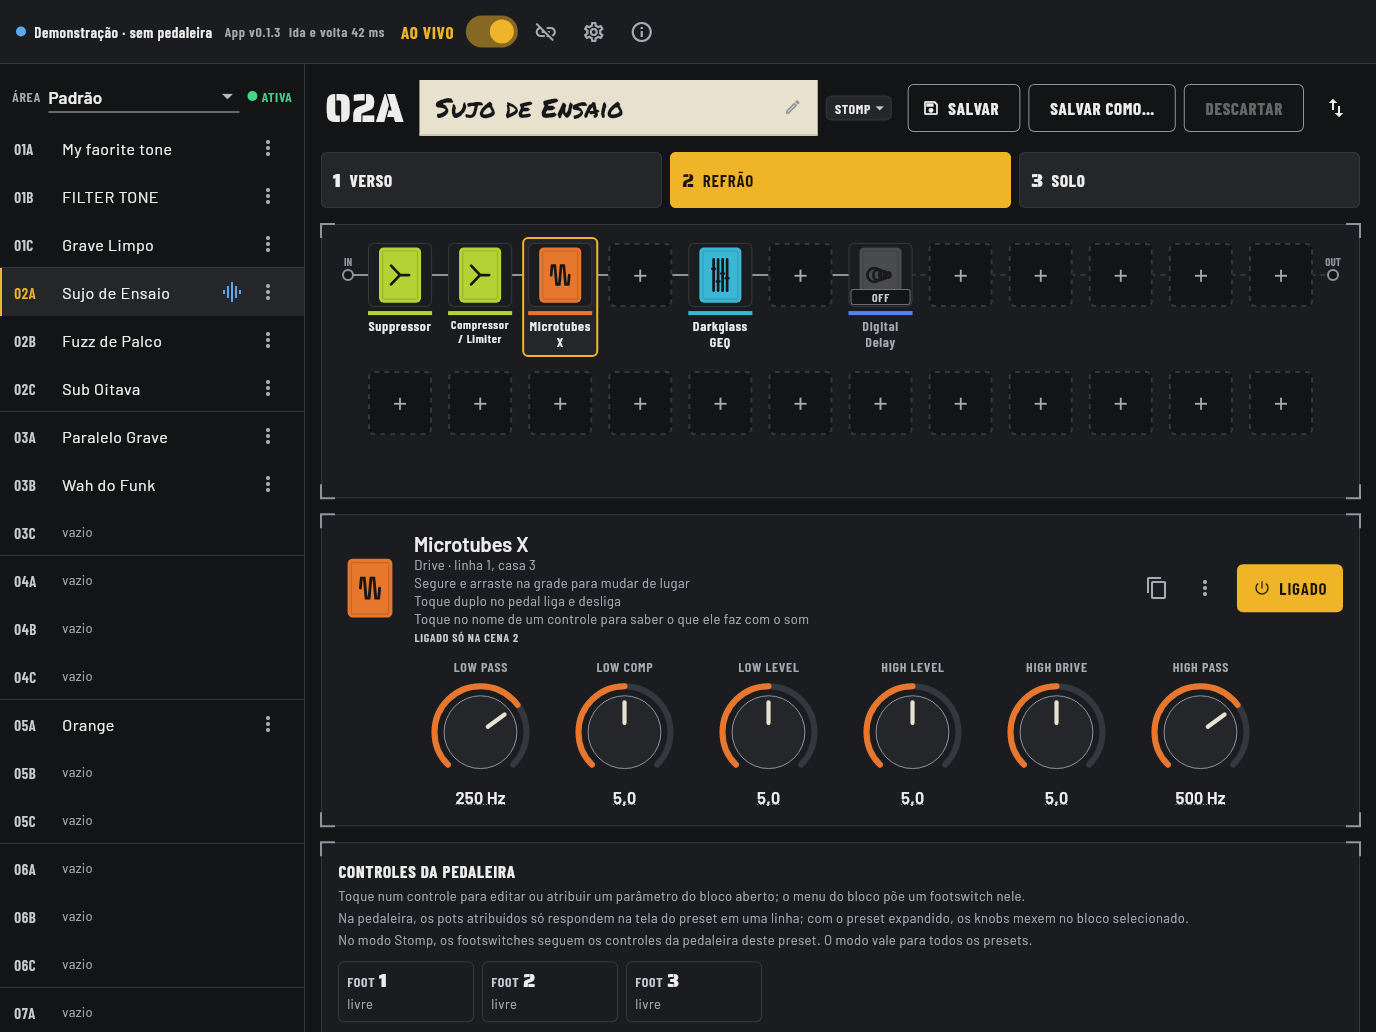 Demonstração · sem pedaleira App v0.1.3 Ida e volta 42 ms AO VIVO
ÁREA Padrão ATIVA
01A My faorite tone
01B FILTER TONE
01C Grave Limpo
02A Sujo de Ensaio
02B Fuzz de Palco
02C Sub Oitava
03A Paralelo Grave
03B Wah do Funk
03C vazio
04A vazio
04B vazio
04C vazio
05A Orange
05B vazio
05C vazio
06A vazio
06B vazio
06C vazio
07A vazio
02A Sujo de Ensaio STOMP SALVAR SALVAR COMO... DESCARTAR
1 VERSO 2 REFRÃO 3 SOLO
IN OUT
OFF
Suppressor
Compressor
/ Limiter
Microtubes
X
Darkglass
GEQ
Digital
Delay
Microtubes X
Drive · linha 1, casa 3
Segure e arraste na grade para mudar de lugar
Toque duplo no pedal liga e desliga
Toque no nome de um controle para saber o que ele faz com o som
LIGADO SÓ NA CENA 2
LIGADO
LOW PASS LOW COMP LOW LEVEL HIGH LEVEL HIGH DRIVE HIGH PASS
250 Hz 5,0 5,0 5,0 5,0 500 Hz
CONTROLES DA PEDALEIRA
Toque num controle para editar ou atribuir um parâmetro do bloco aberto; o menu do bloco põe um footswitch nele.
Na pedaleira, os pots atribuídos só respondem na tela do preset em uma linha; com o preset expandido, os knobs mexem no bloco selecionado.
No modo Stomp, os footswitches seguem os controles da pedaleira deste preset. O modo vale para todos os presets.
FOOT 1 FOOT 2 FOOT 3
livre livre livre